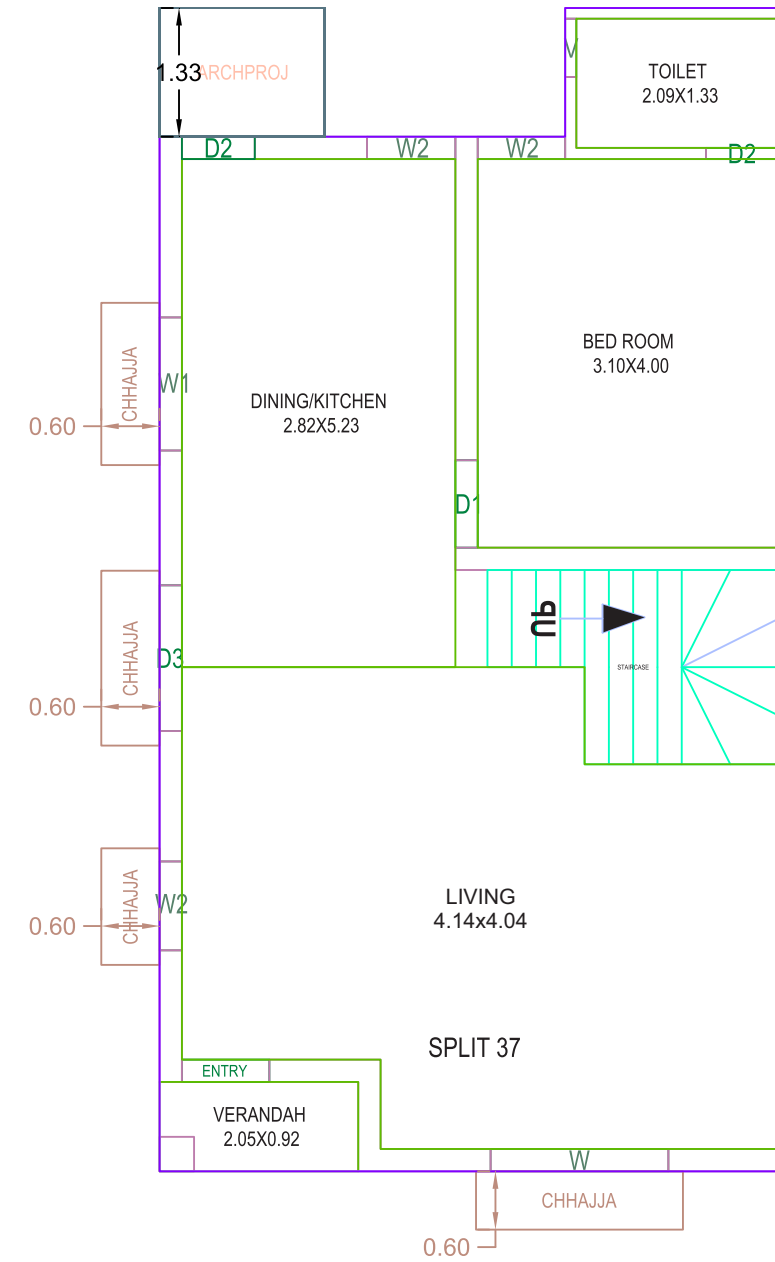 1.33
ARCHPROJ
V
TOILET
2.09X1.33
D2
W2
W2
D2
BED ROOM
3.10X4.00
CHHAJJA
W1
DINING/KITCHEN
2.82X5.23
0.60
D1
UP
STAIRCASE
CHHAJJA
D3
0.60
CHHAJJA
W2
0.60
LIVING
4.14x4.04
SPLIT 37
ENTRY
VERANDAH
2.05X0.92
W
CHHAJJA
0.60